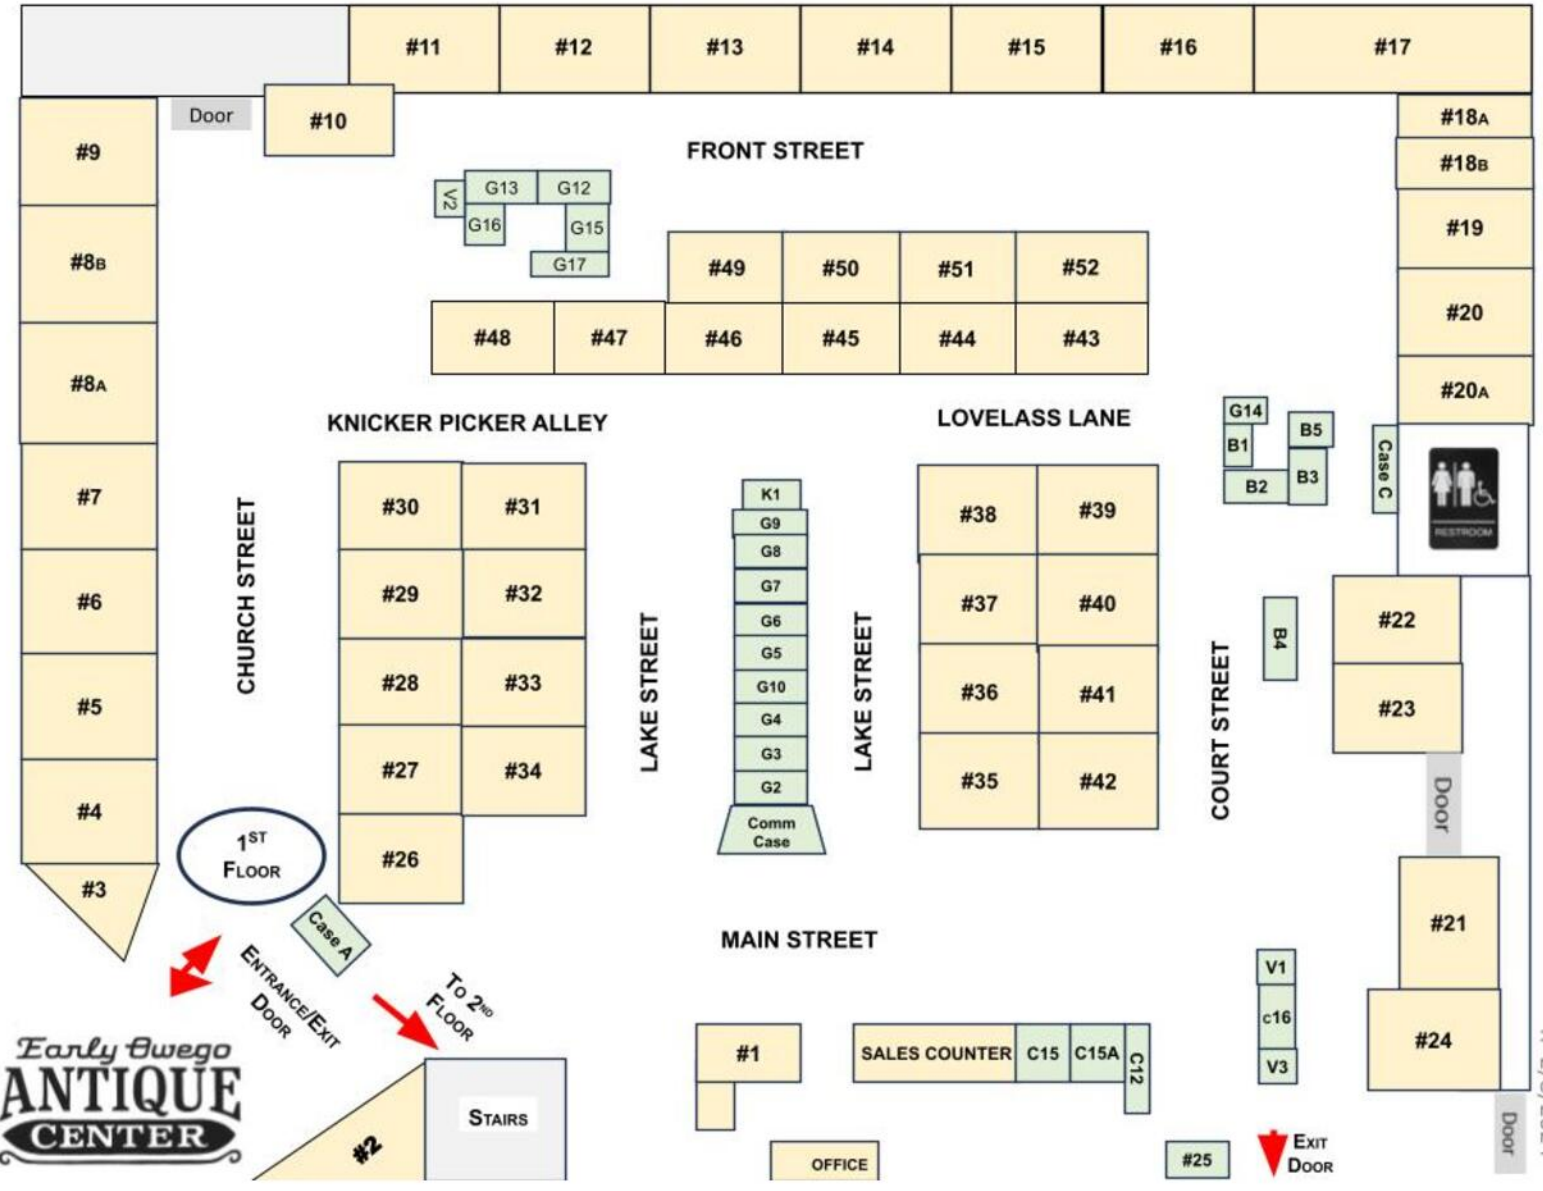 #11
#12
#13
#14
#15
#16
#17
#9
Door
#10
#18A
#18B
FRONT STREET
V2
G13
G12
G16
G15
G17
#8B
#19
#49
#50
#51
#52
#20
#48
#47
#46
#45
#44
#43
#8A
#20A
KNICKER PICKER ALLEY
LOVELASS LANE
G14
B1
B5
B2
B3
Case C
RESTROOM
#7
#30
#31
K1
G9
G8
G7
G6
G5
G10
G4
G3
G2
Comm
Case
#38
#39
CHURCH STREET
#6
#29
#32
#37
#40
B4
#22
LAKE STREET
LAKE STREET
COURT STREET
#5
#28
#33
#36
#41
#23
#4
#27
#34
#35
#42
Door
1ST
FLOOR
#26
#3
Case A
#21
MAIN STREET
ENTRANCE/EXIT
DOOR
TO 2ND
FLOOR
V1
c16
V3
#24
Early Owego
ANTIQUE
CENTER
#1
SALES COUNTER
C15
C15A
C12
STAIRS
#2
OFFICE
#25
EXIT
DOOR
Door